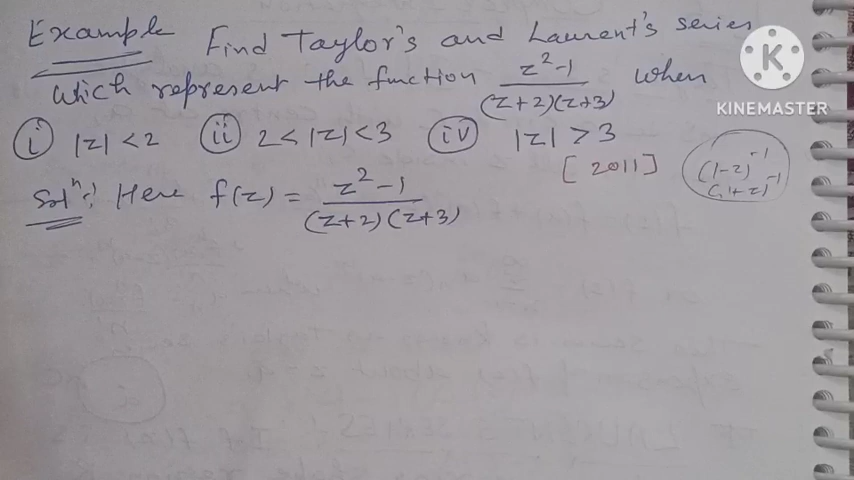 Example Find Taylor's and Laurent's series
which represent the function z²-1/(z+2)(z+3) when
(i) |z| < 2 (ii) 2 < |z| < 3 (iv) |z| > 3
[2011]
(1-z)⁻¹
(1+z)⁻¹
Solⁿ: Here f(z) = z²-1/(z+2)(z+3)
K
KINEMASTER